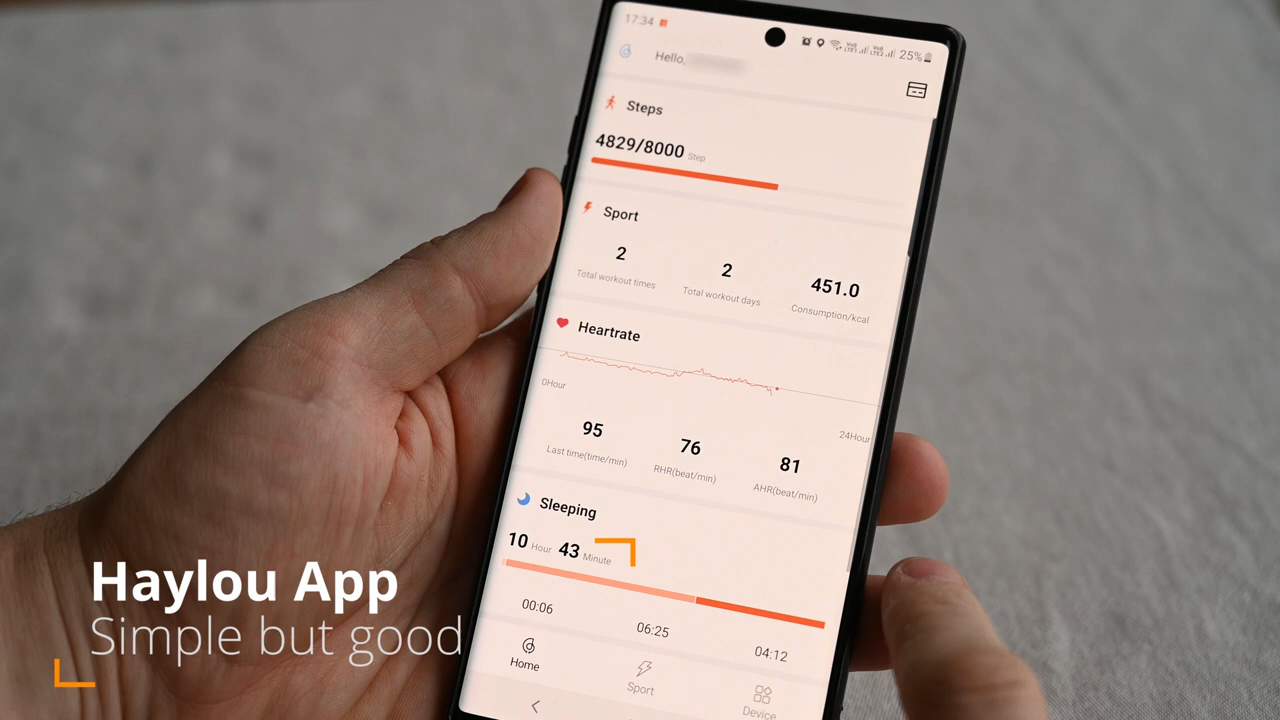 17:34
25%
Hello,
Steps
4829/8000 Step
Sport
2 2 451.0
Total workout times Total workout days Consumption/kcal
Heartrate
0Hour
24Hour
95 76 81
Last time(time/min) RHR(beat/min) AHR(beat/min)
Sleeping
10 Hour 43 Minute
00:06 06:25 04:12
Home Sport Device
Haylou App
Simple but good